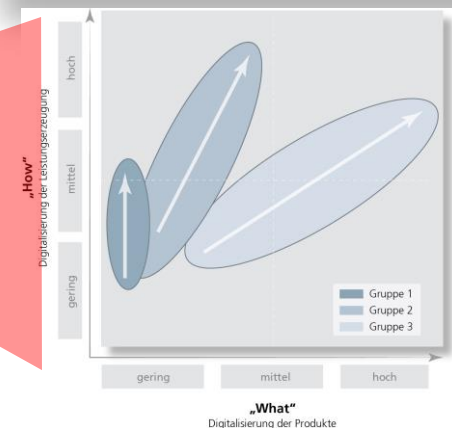 „How“
Digitalisierung der Leistungserzeugung
hoch
mittel
gering
Gruppe 1
Gruppe 2
Gruppe 3
gering
mittel
hoch
„What“
Digitalisierung der Produkte